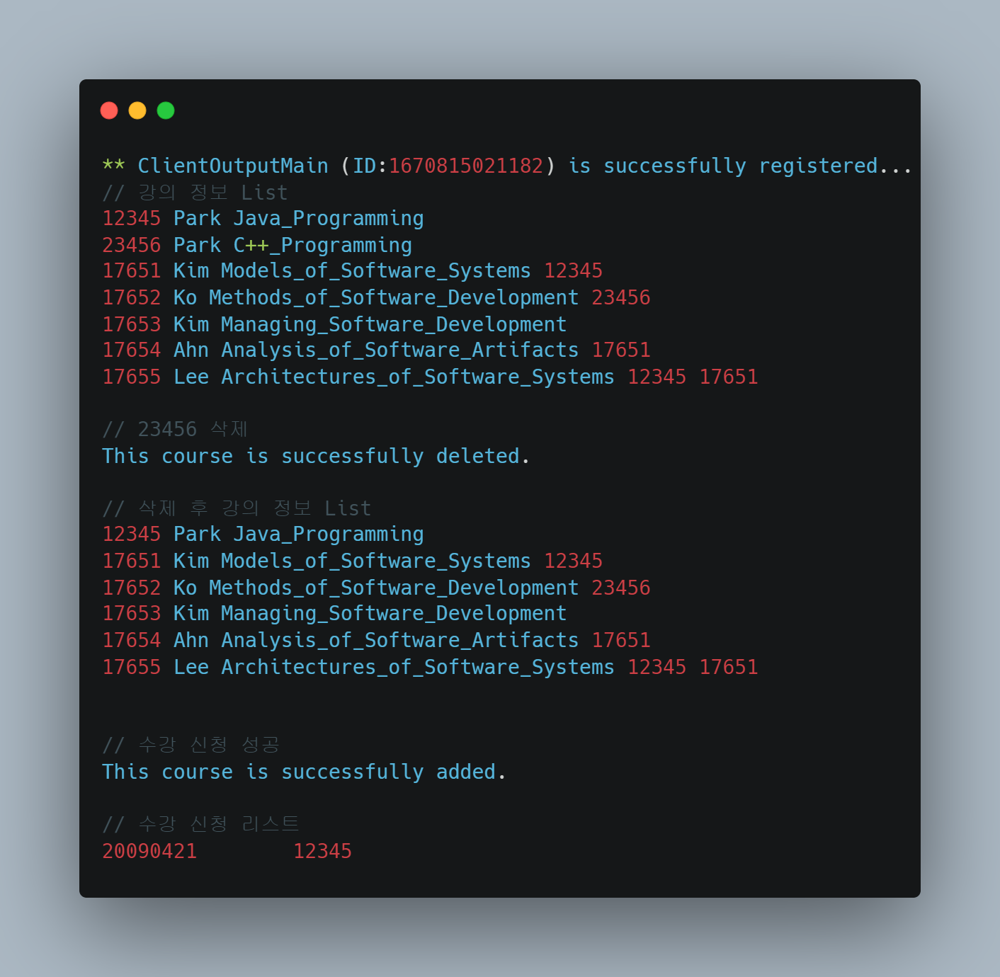 ** ClientOutputMain (ID:1670815021182) is successfully registered...
// 강의 정보 List
12345 Park Java_Programming
23456 Park C++_Programming
17651 Kim Models_of_Software_Systems 12345
17652 Ko Methods_of_Software_Development 23456
17653 Kim Managing_Software_Development
17654 Ahn Analysis_of_Software_Artifacts 17651
17655 Lee Architectures_of_Software_Systems 12345 17651
// 23456 삭제
This course is successfully deleted.
// 삭제 후 강의 정보 List
12345 Park Java_Programming
17651 Kim Models_of_Software_Systems 12345
17652 Ko Methods_of_Software_Development 23456
17653 Kim Managing_Software_Development
17654 Ahn Analysis_of_Software_Artifacts 17651
17655 Lee Architectures_of_Software_Systems 12345 17651
// 수강 신청 성공
This course is successfully added.
// 수강 신청 리스트
20090421        12345